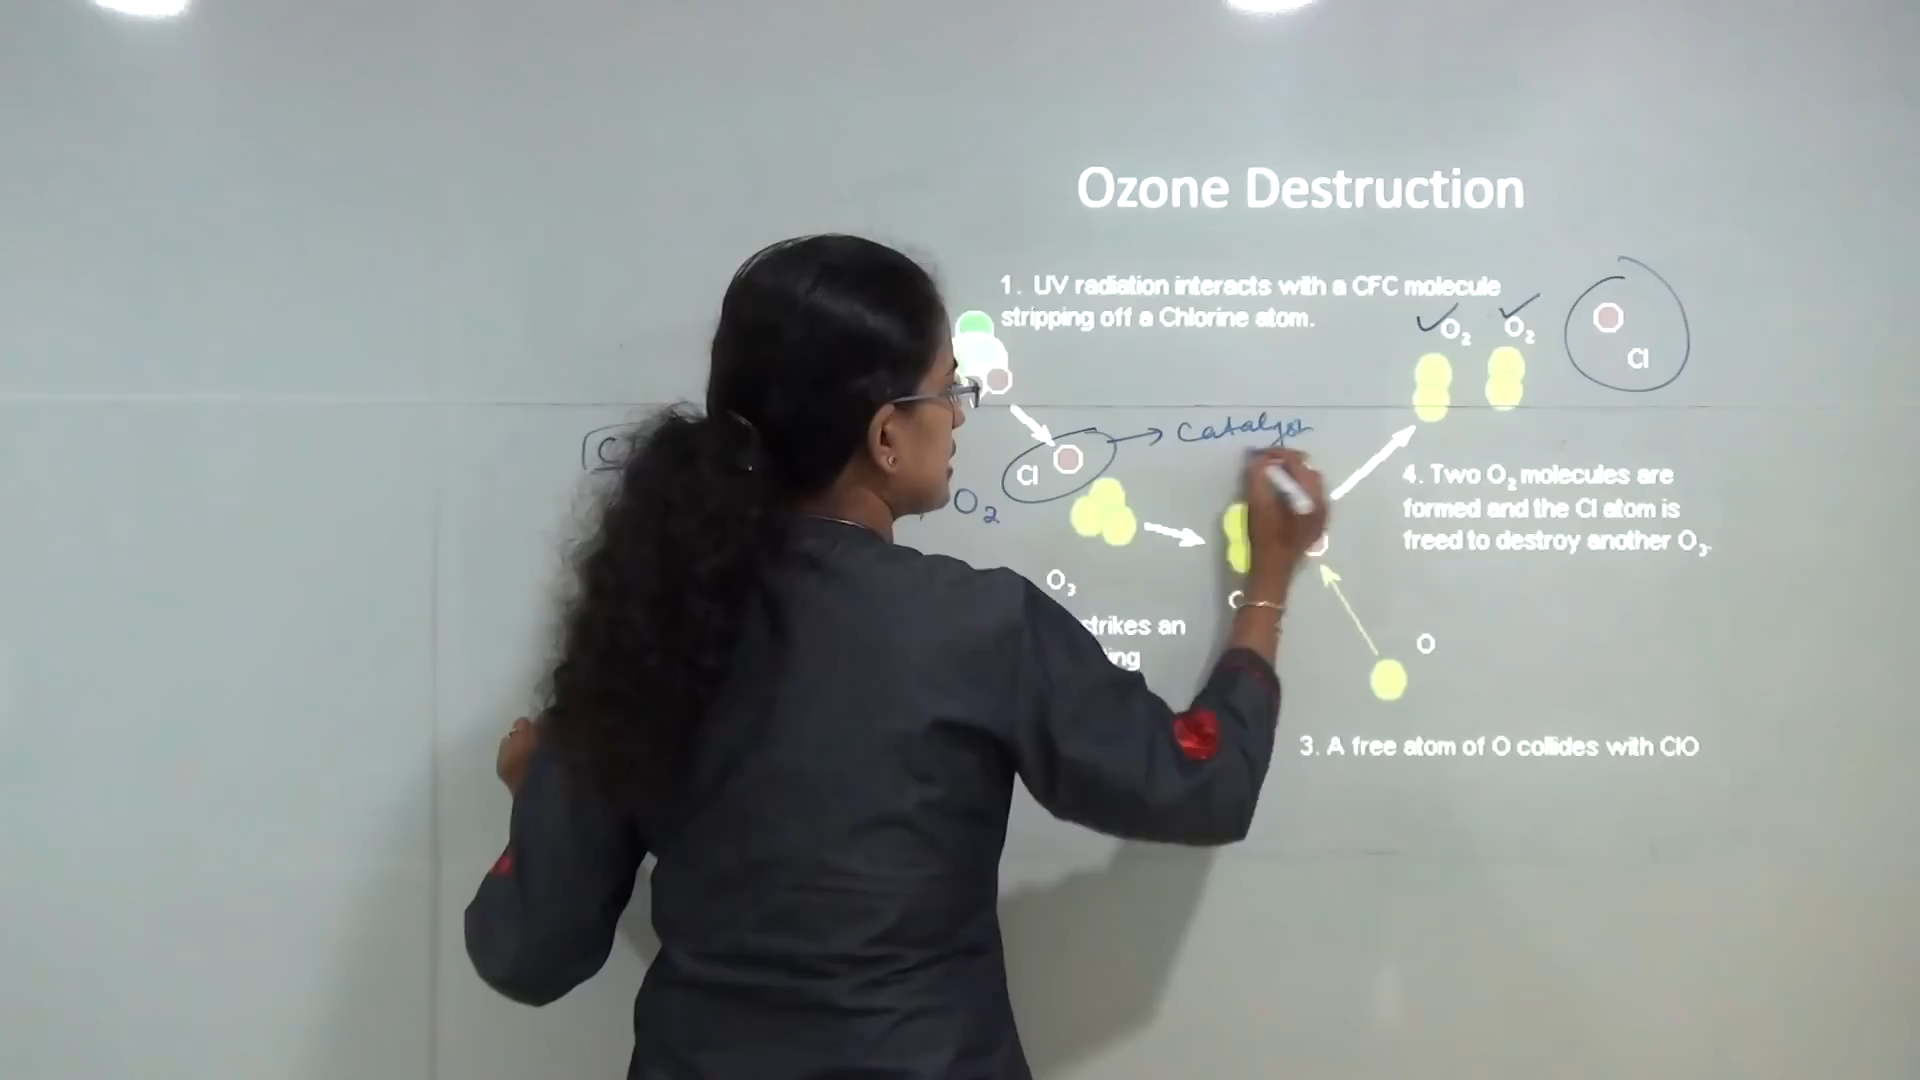 Ozone Destruction
1. UV radiation interacts with a CFC molecule
stripping off a Chlorine atom.
O₂
O₂
Cl
catalyst
Cl
O₂
4. Two O₂ molecules are
formed and the Cl atom is
freed to destroy another O₃.
O₃
strikes an
O
3. A free atom of O collides with ClO